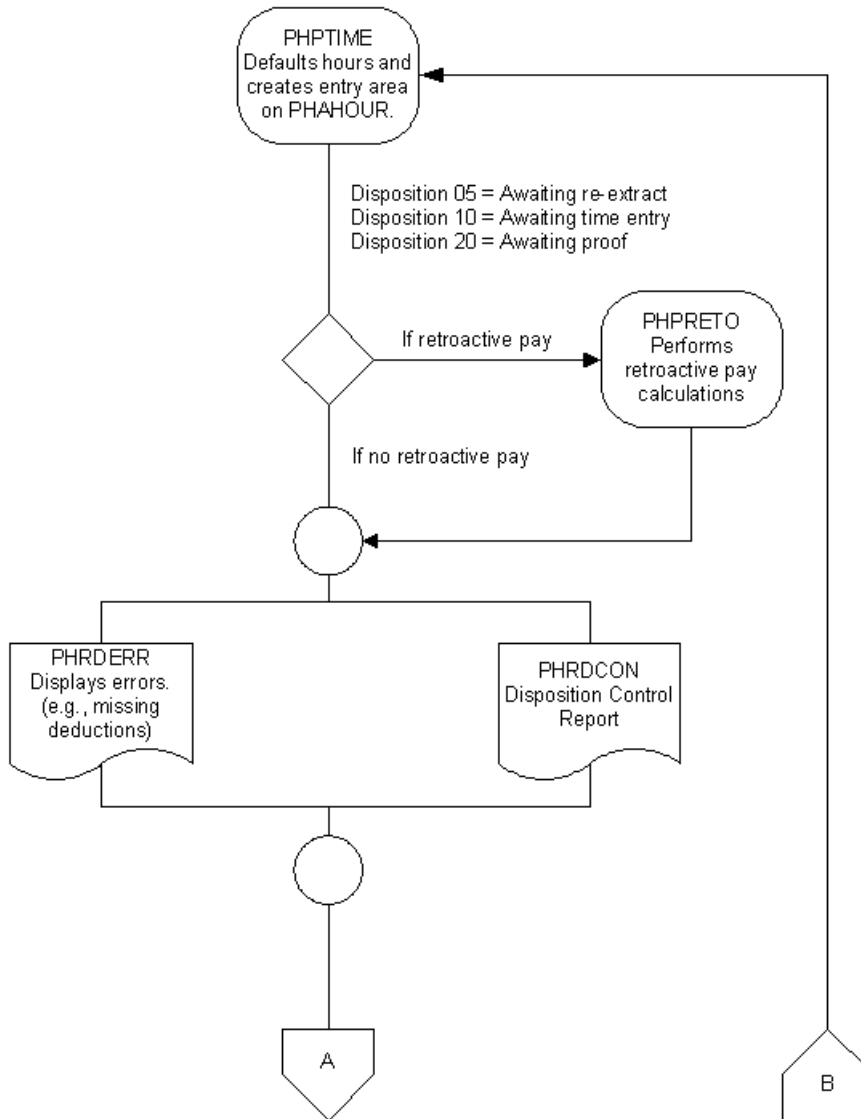 PHPTIME
Defaults hours and
creates entry area
on PHAHOUR.
Disposition 05 = Awaiting re-extract
Disposition 10 = Awaiting time entry
Disposition 20 = Awaiting proof
If retroactive pay
PHPRETO
Performs
retroactive pay
calculations
If no retroactive pay
PHRDERR
Displays errors.
(e.g., missing
deductions)
PHRDCON
Disposition Control
Report
A
B